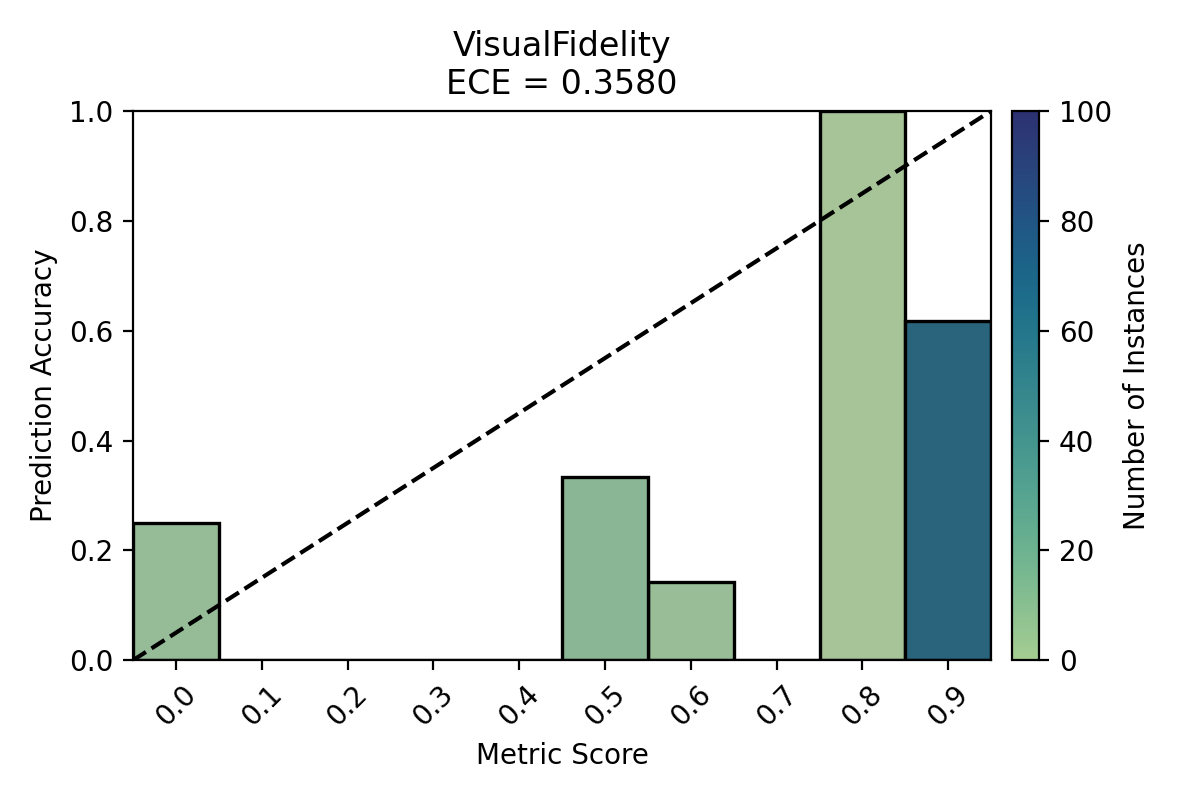 VisualFidelity
ECE = 0.3580
Prediction Accuracy
1.0
0.8
0.6
0.4
0.2
0.0
0.0 0.1 0.2 0.3 0.4 0.5 0.6 0.7 0.8 0.9
Metric Score
100
80
60
40
20
0
Number of Instances